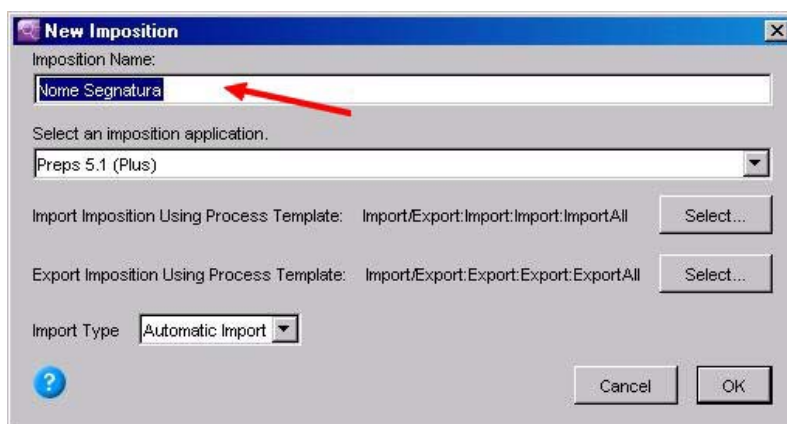 New Imposition
Imposition Name:
Nome Segnatura
Select an imposition application.
Preps 5.1 (Plus)
Import Imposition Using Process Template: Import/Export:Import:Import:ImportAll Select...
Export Imposition Using Process Template: Import/Export:Export:Export:ExportAll Select...
Import Type Automatic Import
? Cancel OK